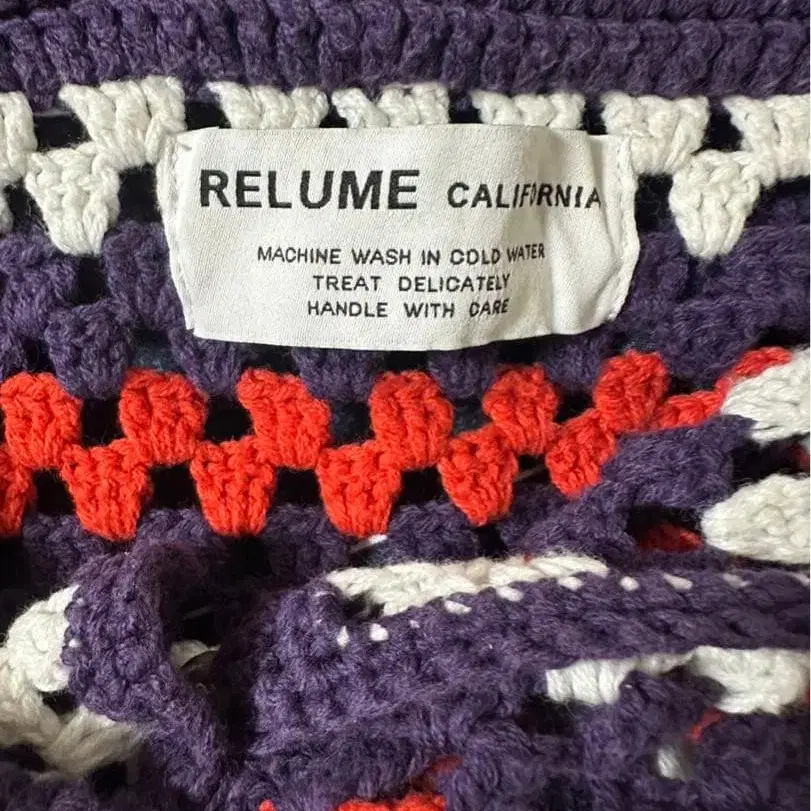 RELUME CALIFORNIA
MACHINE WASH IN COLD WATER
TREAT DELICATELY
HANDLE WITH CARE